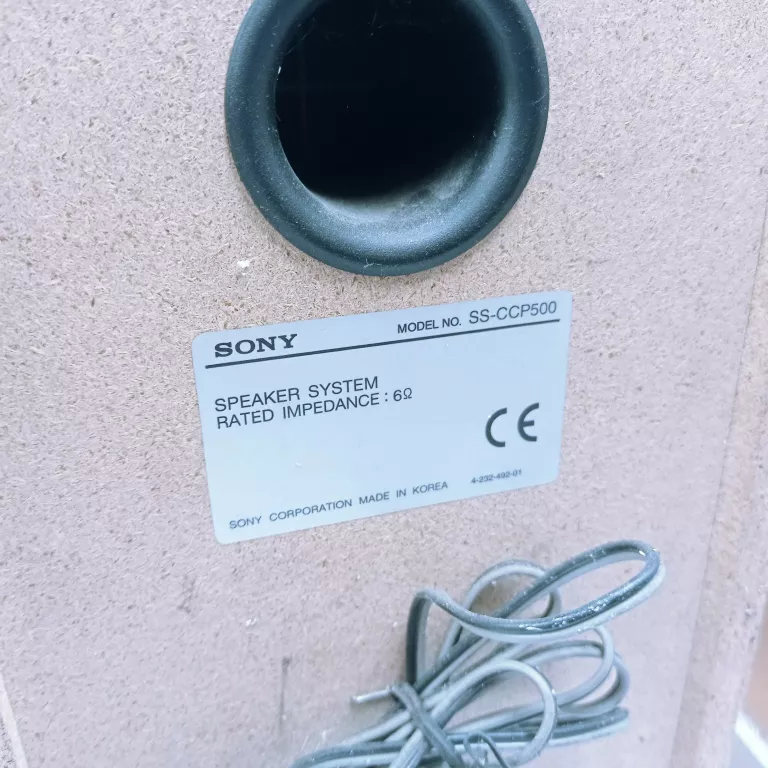 SONY MODEL NO. SS-CCP500
SPEAKER SYSTEM
RATED IMPEDANCE : 6Ω
CE
SONY CORPORATION MADE IN KOREA 4-232-492-01